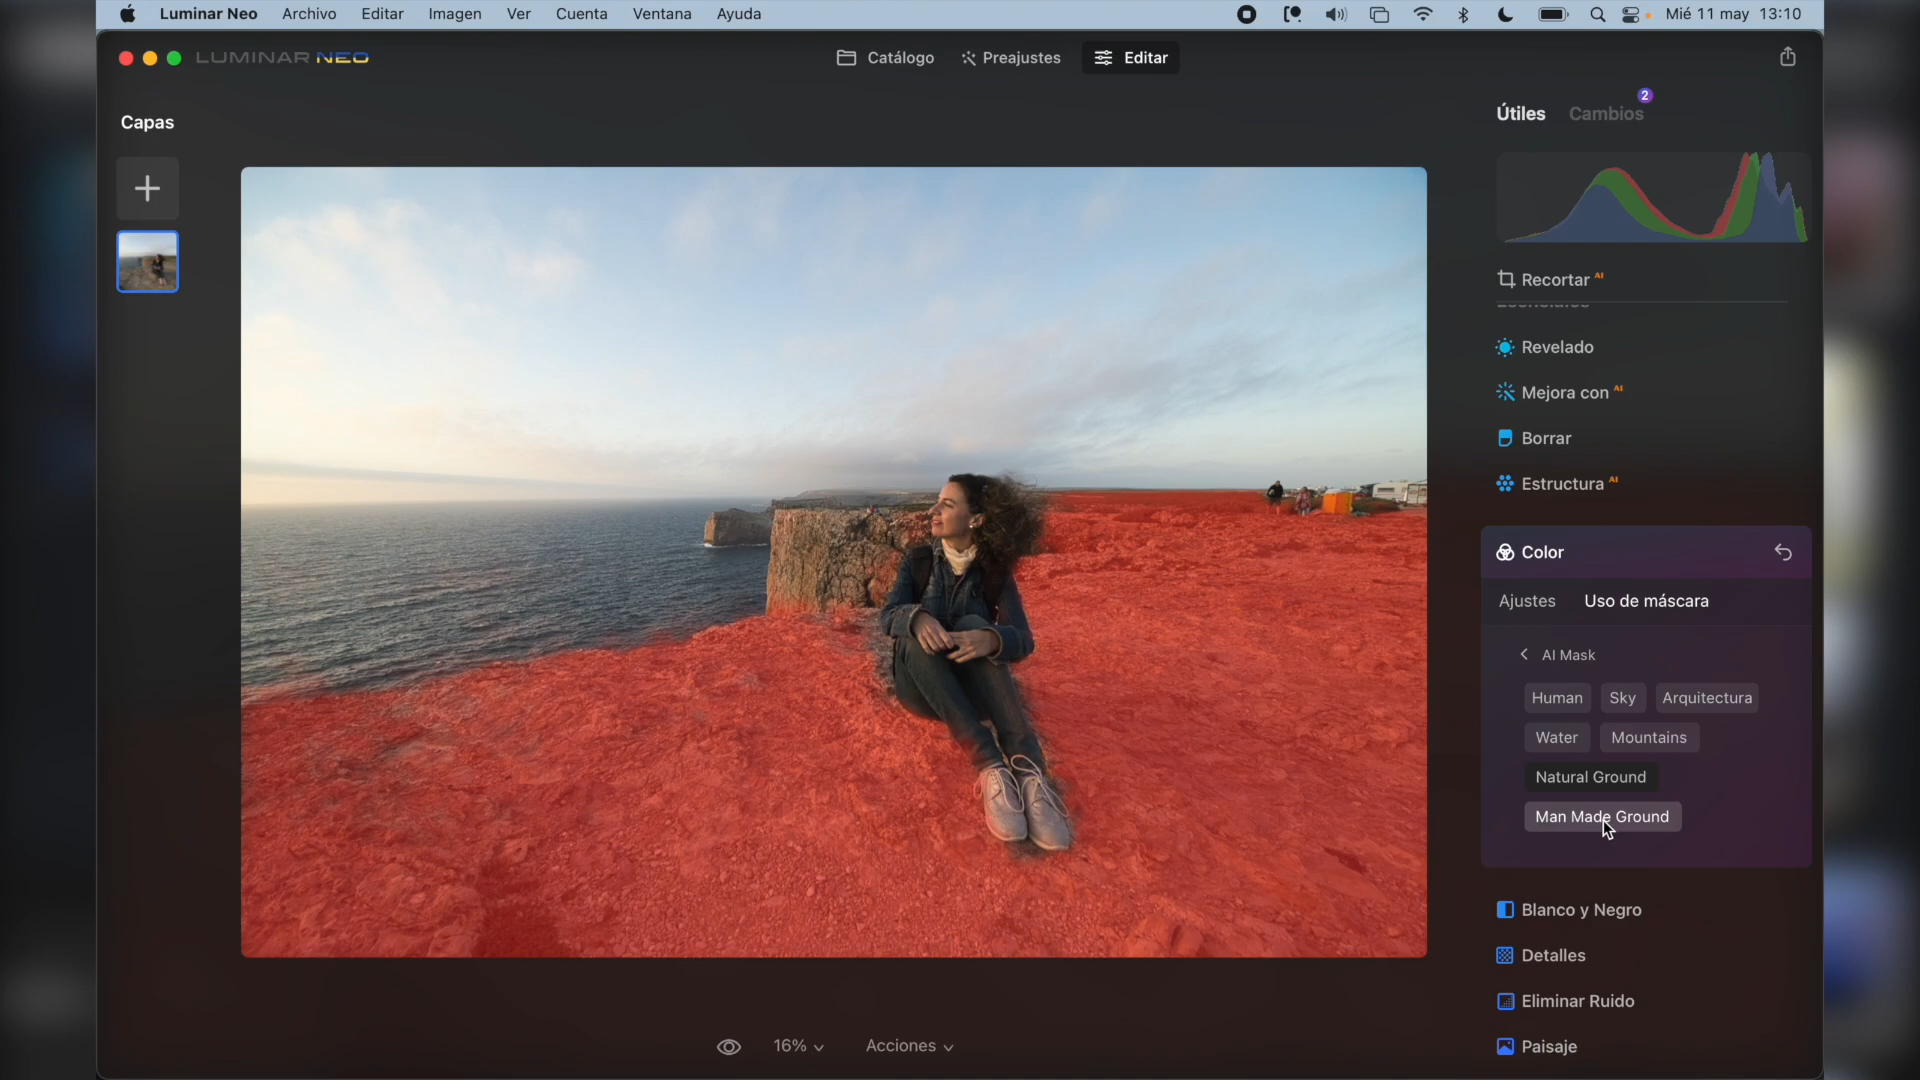 Luminar Neo Archivo Editar Imagen Ver Cuenta Ventana Ayuda Mié 11 may 13:10
LUMINAR NEO
Catálogo Preajustes Editar
Capas
Útiles Cambios 2
Recortar AI
Esenciales
Revelado
Mejora con AI
Borrar
Estructura AI
Color
Ajustes Uso de máscara
AI Mask
Human Sky Arquitectura
Water Mountains
Natural Ground
Man Made Ground
Blanco y Negro
Detalles
Eliminar Ruido
Paisaje
16% Acciones